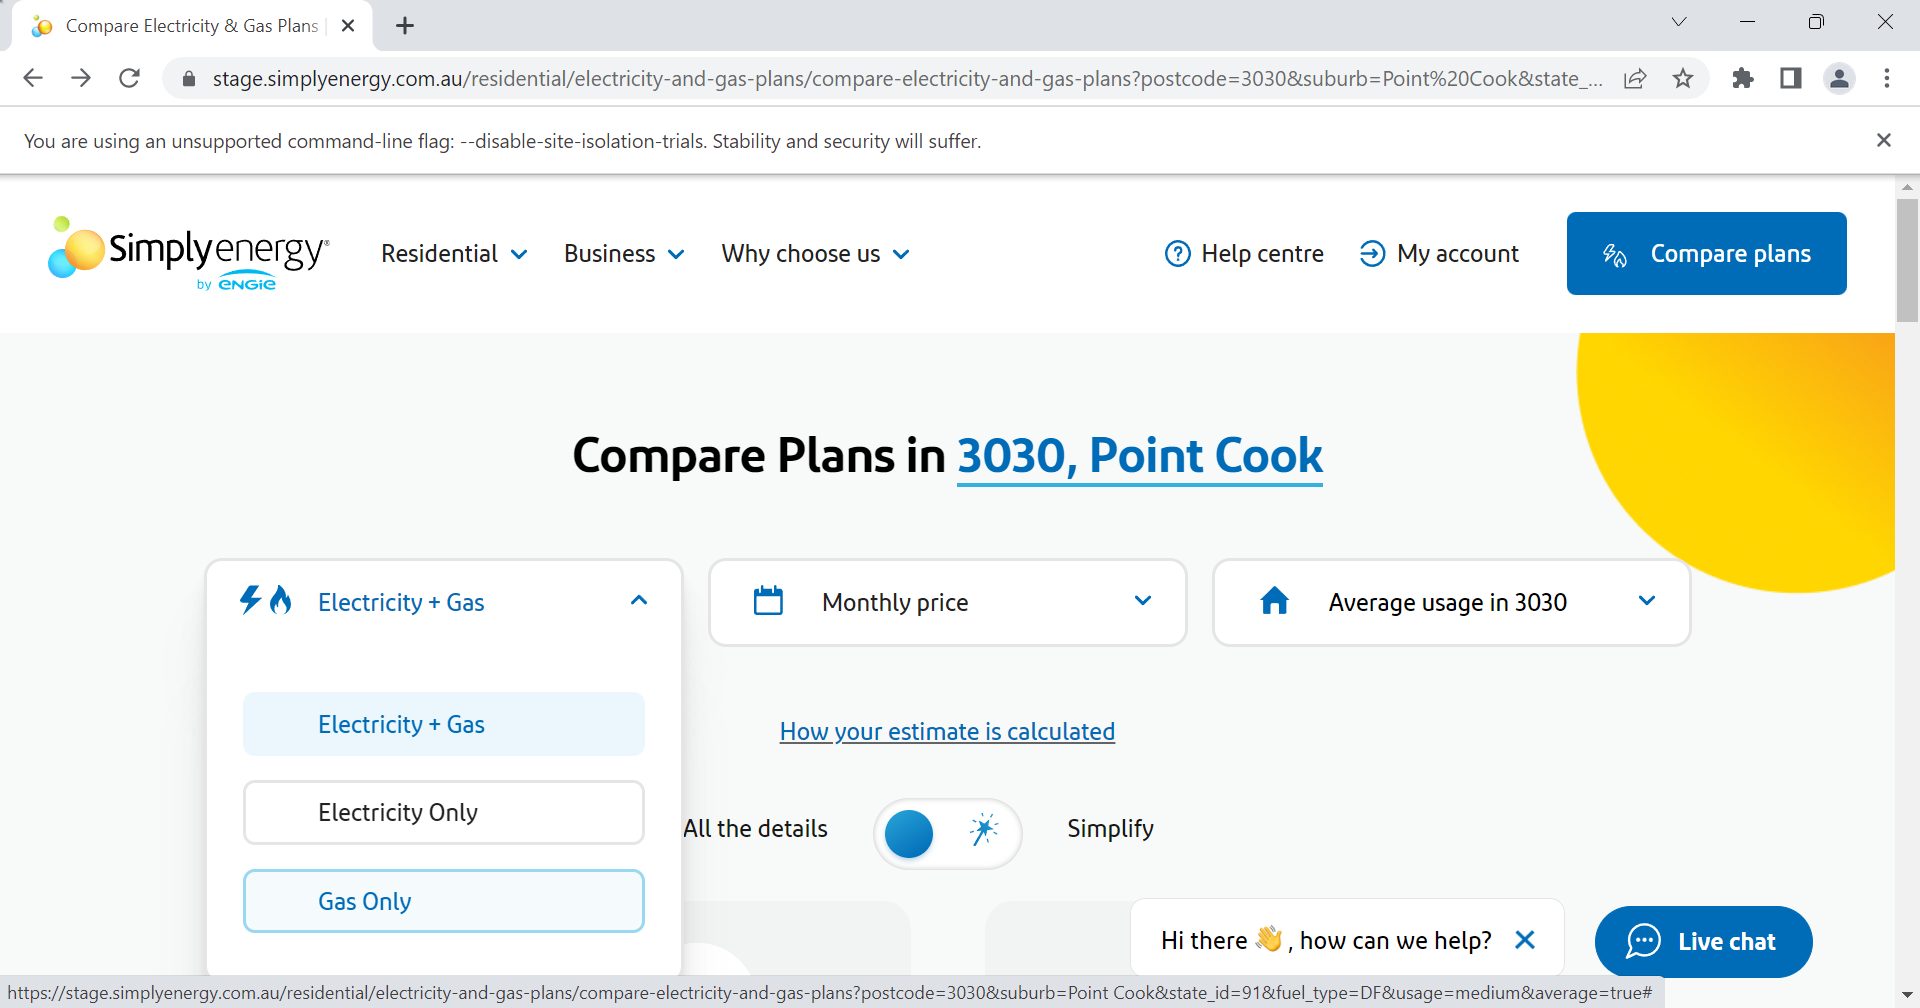 Compare Electricity & Gas Plans
stage.simplyenergy.com.au/residential/electricity-and-gas-plans/compare-electricity-and-gas-plans?postcode=3030&suburb=Point%20Cook&state_...
You are using an unsupported command-line flag: --disable-site-isolation-trials. Stability and security will suffer.
Simplyenergy®
by ENGIE
Residential
Business
Why choose us
Help centre
My account
Compare plans
Compare Plans in 3030, Point Cook
Electricity + Gas
Monthly price
Average usage in 3030
Electricity + Gas
Electricity Only
Gas Only
How your estimate is calculated
All the details
Simplify
Hi there 👋 , how can we help?
Live chat
https://stage.simplyenergy.com.au/residential/electricity-and-gas-plans/compare-electricity-and-gas-plans?postcode=3030&suburb=Point Cook&state_id=91&fuel_type=DF&usage=medium&average=true#